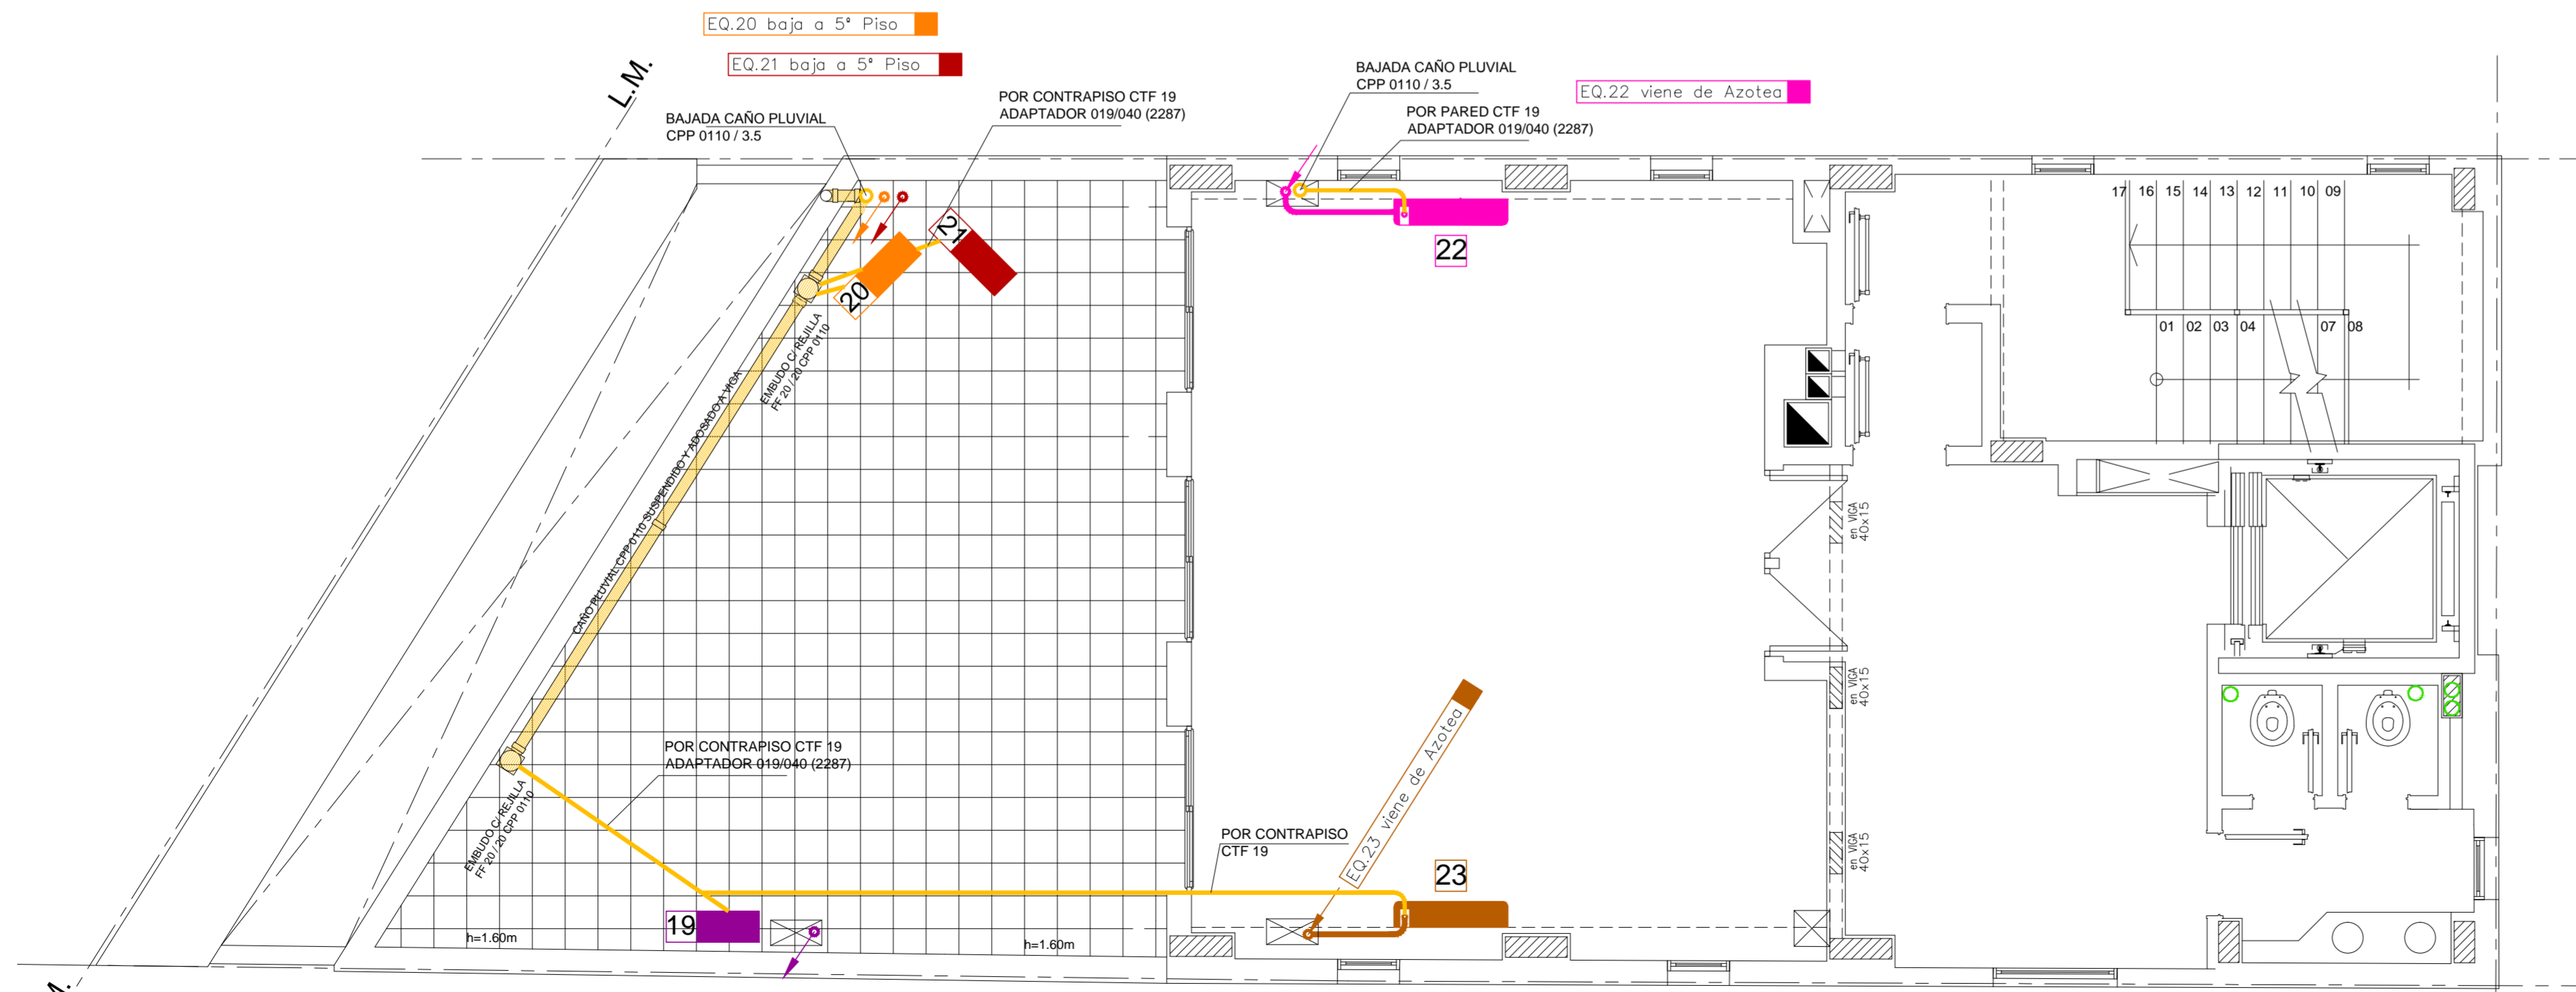 EQ.20 baja a 5º Piso
EQ.21 baja a 5º Piso
L.M.
BAJADA CAÑO PLUVIAL
CPP 0110 / 3.5
POR CONTRAPISO CTF 19
ADAPTADOR 019/040 (2287)
BAJADA CAÑO PLUVIAL
CPP 0110 / 3.5
POR PARED CTF 19
ADAPTADOR 019/040 (2287)
EQ.22 viene de Azotea
21
20
22
17 16 15 14 13 12 11 10 09
01 02 03 04 07 08
EMBUDO C/ REJILLA
FF 20 / 20 CPP 0110
CAÑO PLUVIAL CPP 0110 SUSPENDIDO Y ADOSADO A VIGA
en VIGA
40x15
en VIGA
40x15
en VIGA
40x15
POR CONTRAPISO CTF 19
ADAPTADOR 019/040 (2287)
EMBUDO C/ REJILLA
FF 20 / 20 CPP 0110
POR CONTRAPISO
CTF 19
EQ.23 viene de Azotea
23
19
h=1.60m
h=1.60m